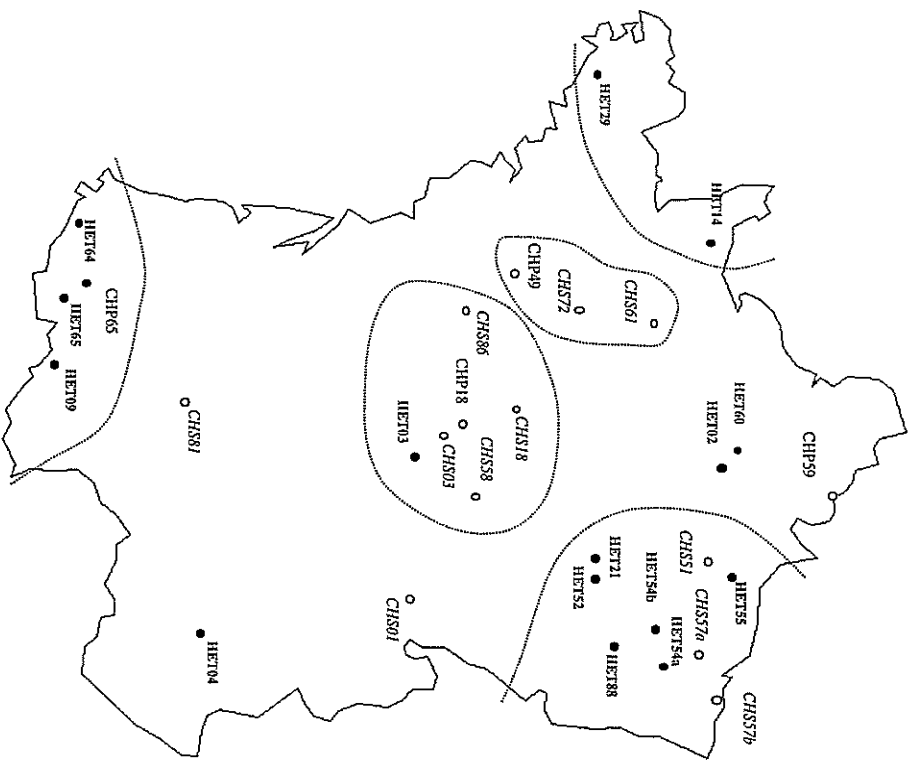 HET29
HET14
HET64
CHP65
HET65
HET09
CHP49
CHS72
CHS61
CHS86
CHP18
CHS18
HET03
CHS03
CHS58
CHS81
HET60
HET02
CHP59
CHS51
HET55
HET21
HET52
HET54b
CHS57a
HET54a
HET88
CHS57b
CHS01
HET04